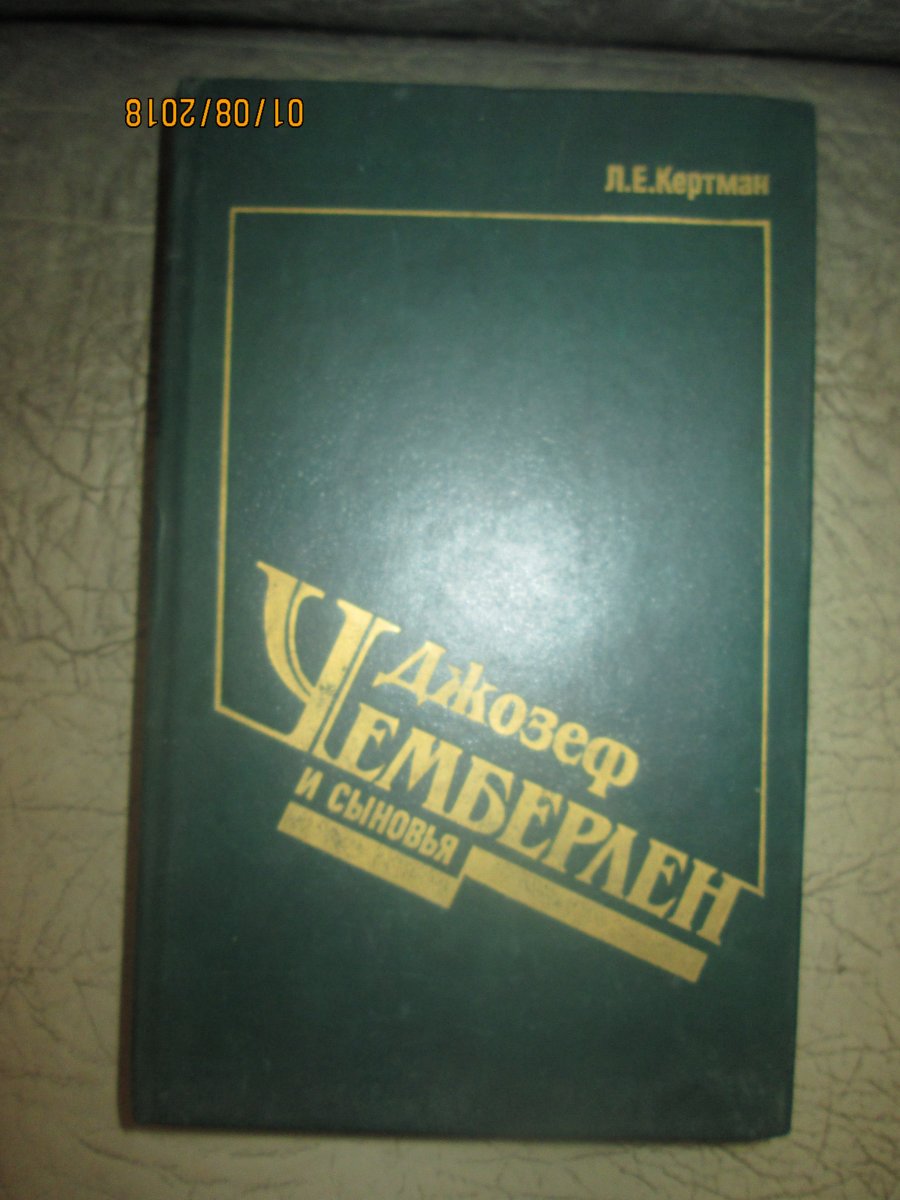 01/08/2018
Л.Е.Кертман
Джозеф
ЧЕМБЕРЛЕН
и сыновья